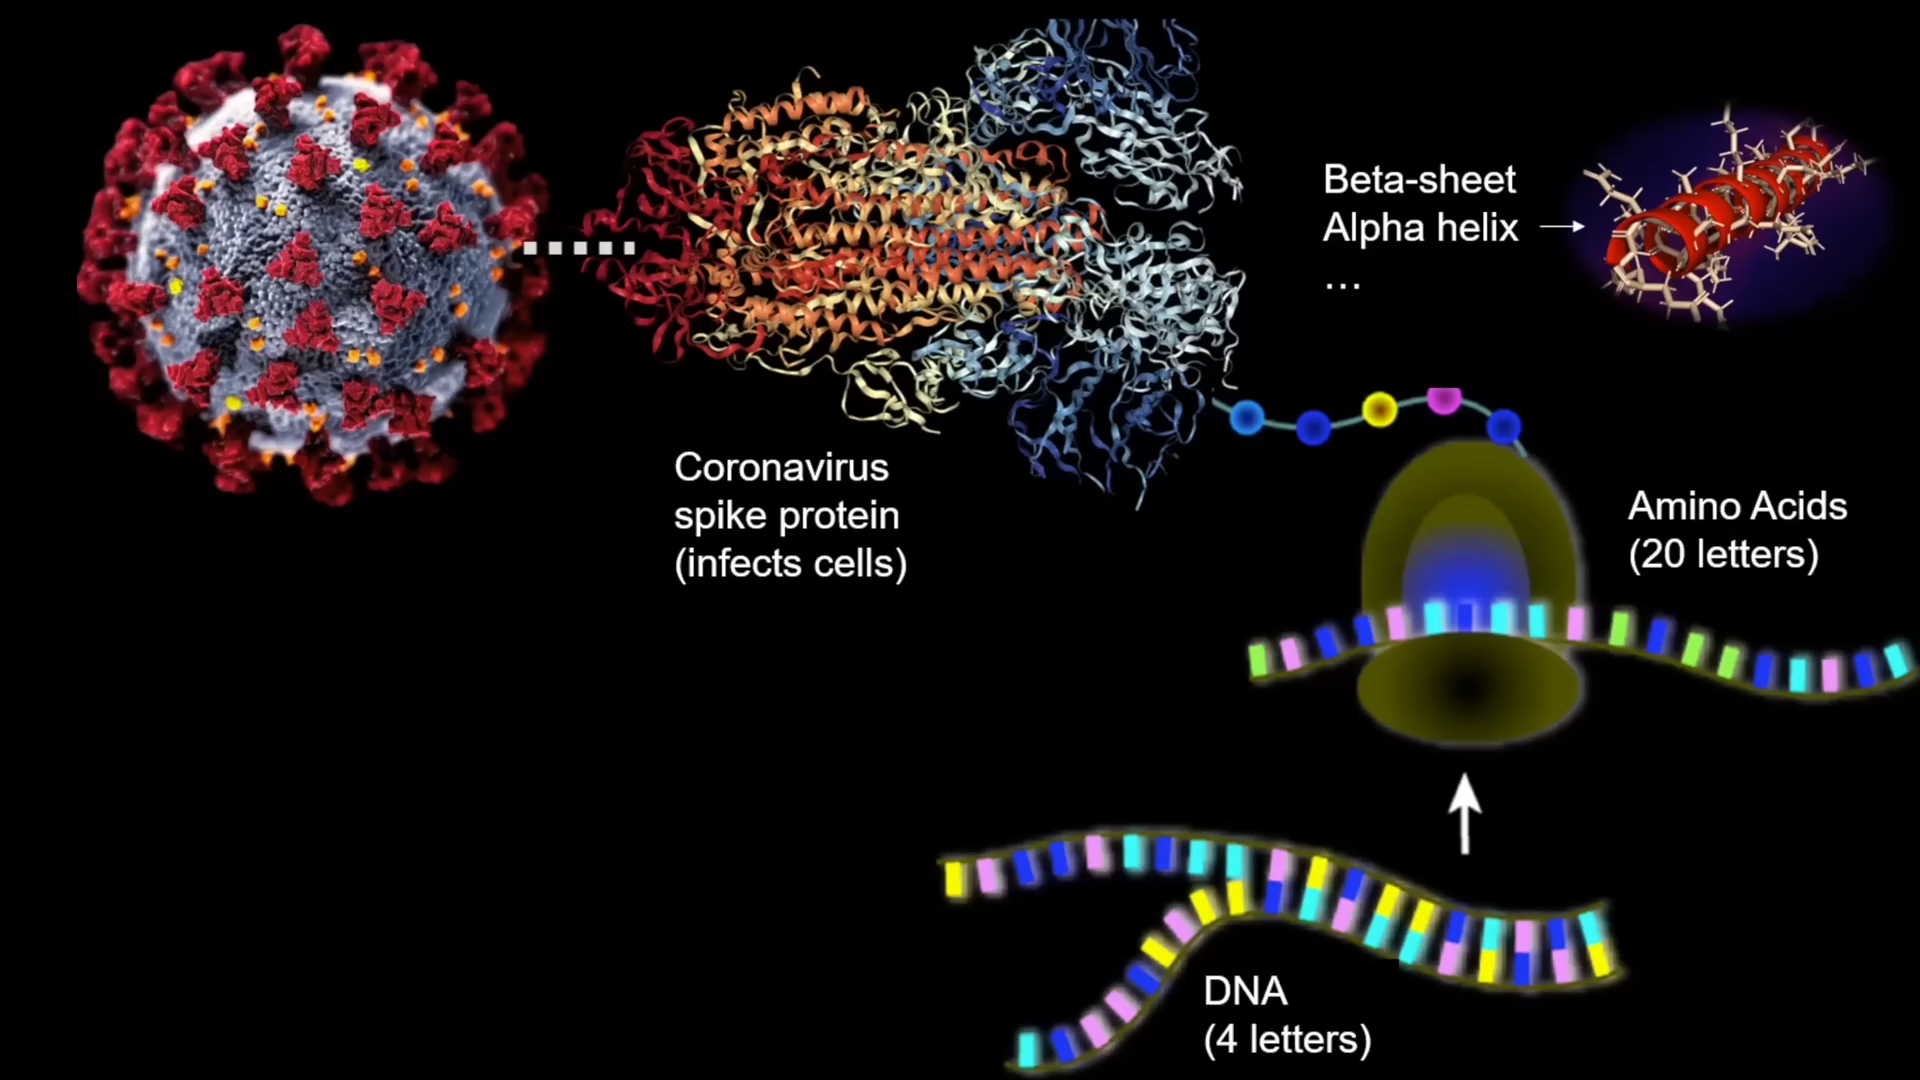 Beta-sheet
Alpha helix
...
Coronavirus
spike protein
(infects cells)
Amino Acids
(20 letters)
DNA
(4 letters)